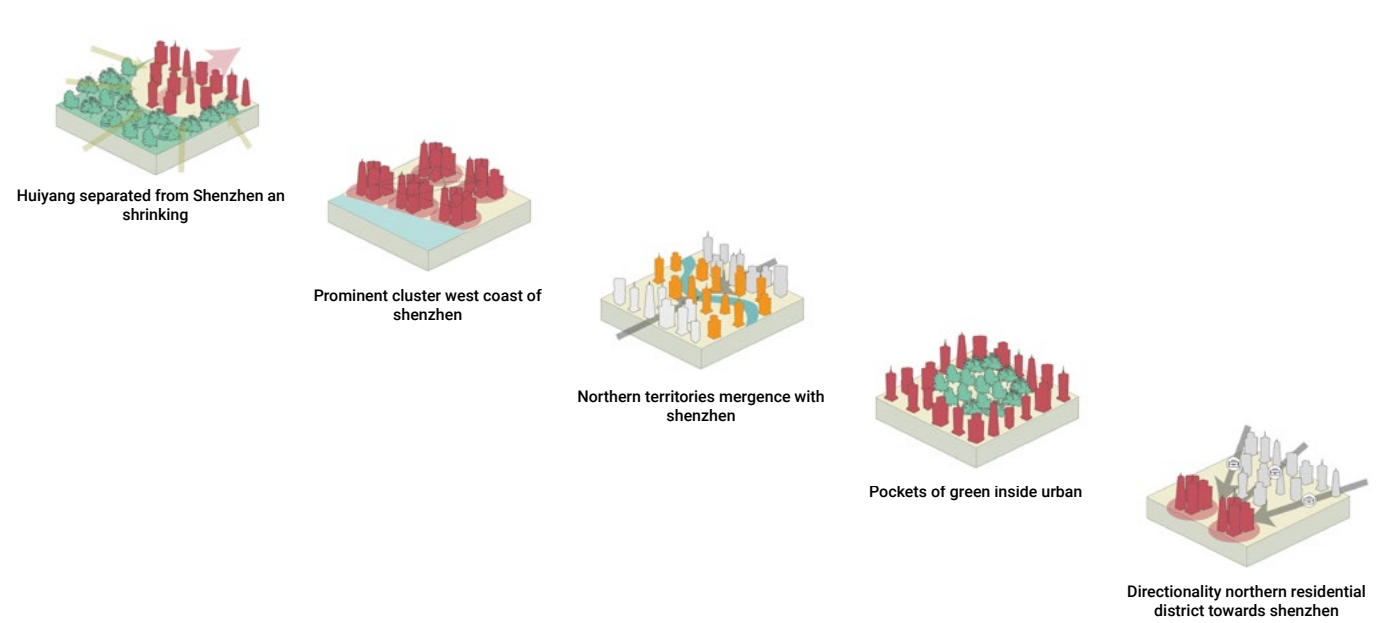 Huiyang separated from Shenzhen an
shrinking
Prominent cluster west coast of
shenzhen
Northern territories mergence with
shenzhen
Pockets of green inside urban
Directionality northern residential
district towards shenzhen